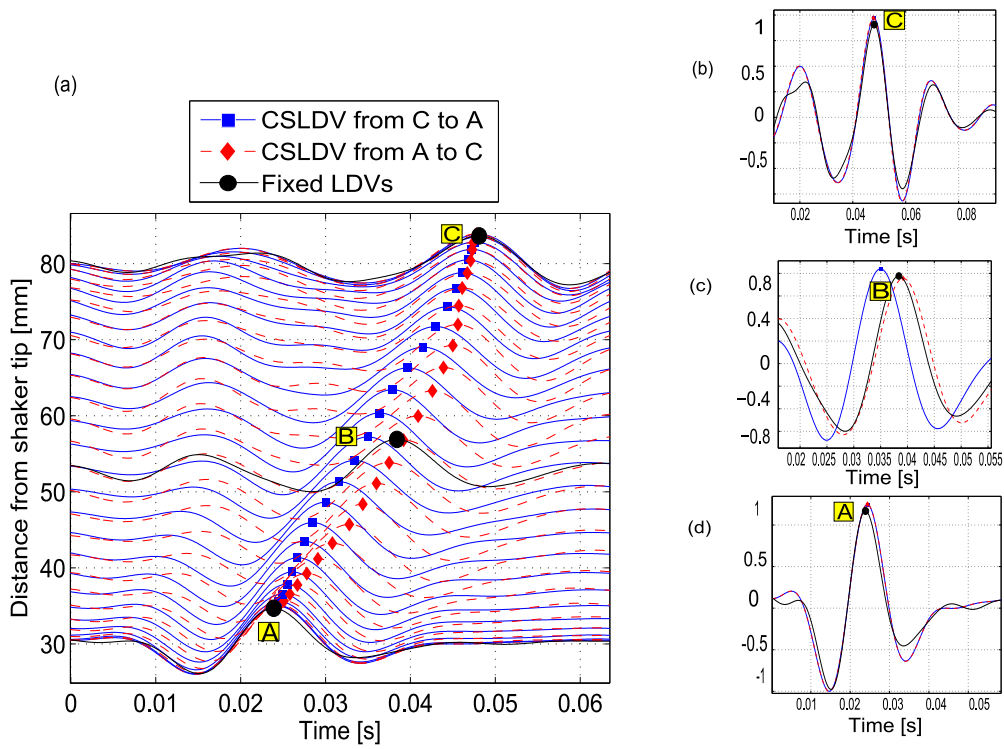 (a)
CSLDV from C to A
CSLDV from A to C
Fixed LDVs
Distance from shaker tip [mm]
80
70
60
50
40
30
C
B
A
0 0.01 0.02 0.03 0.04 0.05 0.06
Time [s]
(b)
C
1
0.5
0
−0.5
0.02 0.04 0.06 0.08
Time [s]
(c)
B
0.8
0.4
0
−0.4
−0.8
0.02 0.025 0.03 0.035 0.04 0.045 0.05 0.055
Time [s]
(d)
A
1
0.5
0
-0.5
-1
0.01 0.02 0.03 0.04 0.05
Time [s]